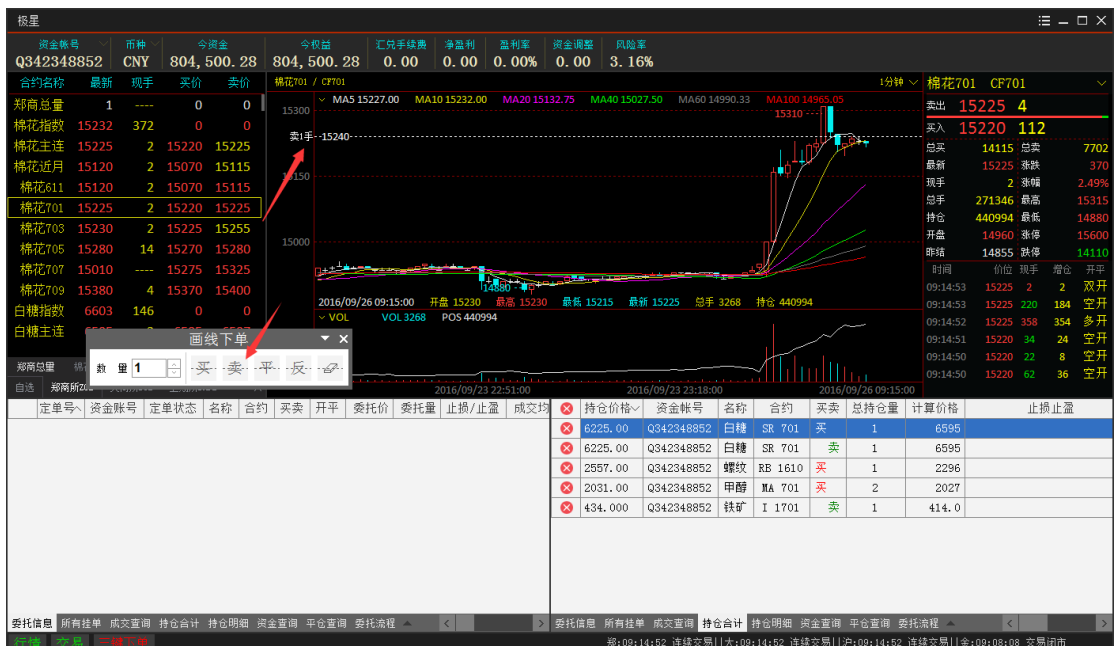 极星
资金帐号 币种 今资金 今权益 汇兑手续费 净盈利 盈利率 资金调整 风险率
Q342348852 CNY 804,500.28 804,500.28 0.00 0.00 0.00% 0.00 3.16%
合约名称 最新 现手 买价 卖价
郑商总量 1 ---- 0 0
棉花指数 15232 372 0 0
棉花主连 15225 2 15220 15225
棉花近月 15120 2 15070 15115
棉花611 15120 2 15070 15115
棉花701 15225 2 15220 15225
棉花703 15230 2 15225 15255
棉花705 15280 14 15270 15280
棉花707 15010 ---- 15275 15325
棉花709 15380 4 15370 15400
白糖指数 6603 146 0 0
白糖主连
郑商总量
自选
棉花701 / CF701 1分钟
MA5 15227.00 MA10 15232.00 MA20 15132.75 MA40 15027.50 MA60 14990.33 MA100 14965.05
15300 15310
卖1手 15240
15150
15000
14880
2016/09/26 09:15:00 开盘 15230 最高 15230 最低 15215 最新 15225 总手 3268 持仓 440994
VOL VOL 3268 POS 440994
2016/09/23 22:51:00 2016/09/23 23:18:00 2016/09/26 09:15:00
画线下单
数 量 1 买 卖 平 反
棉花701 CF701
卖出 15225 4
买入 15220 112
总买 14115 总卖 7702
最新 15225 涨跌 370
现手 2 涨幅 2.49%
总手 271346 最高 15315
持仓 440994 最低 14880
开盘 14960 涨停 15600
昨结 14855 跌停 14110
时间 价位 现手 增仓 开平
09:14:53 15225 2 2 双开
09:14:53 15225 220 184 空开
09:14:52 15225 358 354 多开
09:14:51 15220 34 24 空开
09:14:50 15220 22 8 空开
09:14:50 15220 62 36 空开
定单号 资金账号 定单状态 名称 合约 买卖 开平 委托价 委托量 止损/止盈 成交均
持仓价格 资金帐号 名称 合约 买卖 总持仓量 计算价格 止损止盈
6225.00 Q342348852 白糖 SR 701 买 1 6595
6225.00 Q342348852 白糖 SR 701 卖 1 6595
2557.00 Q342348852 螺纹 RB 1610 买 1 2296
2031.00 Q342348852 甲醇 MA 701 买 2 2027
434.000 Q342348852 铁矿 I 1701 卖 1 414.0
委托信息 所有挂单 成交查询 持仓合计 持仓明细 资金查询 平仓查询 委托流程
委托信息 所有挂单 成交查询 持仓合计 持仓明细 资金查询 平仓查询 委托流程
行情 交易 三键下单
郑:09:14:52 连续交易||大:09:14:52 连续交易||沪:09:14:52 连续交易||金:09:08:08 交易闭市